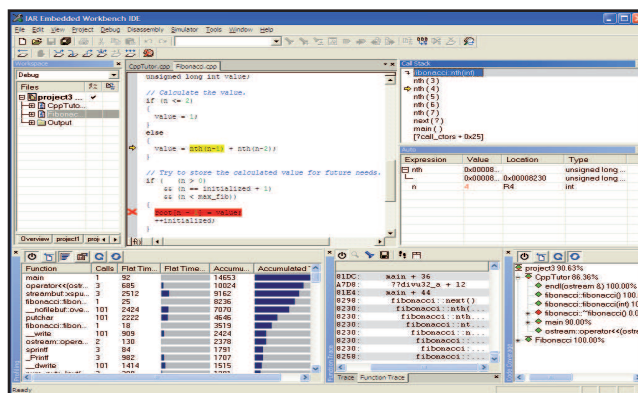 IAR Embedded Workbench IDE
File Edit View Project Debug Disassembly Simulator Tools Window Help
Workspace
Debug
Files
project3
CppTuto...
Fibonac...
Output
Overview project1 proj
CppTutor.cpp Fibonacci.cpp
unsigned long int value)
// Calculate the value.
if (n <= 2)
{
value = 1;
}
else
{
value = nth(n-1) + nth(n-2);
}
// Try to store the calculated value for future needs.
if ( (n > 0)
&& (n == initialized + 1)
&& (n < max_fib))
{
++initialized;
Call Stack
fibonacci::nth(int)
nth ( 3 )
nth ( 4 )
nth ( 5 )
nth ( 6 )
nth ( 7 )
next ( ? )
main ( )
[?call_ctors + 0x25]
Auto
Expression Value Location Type
nth 0x00008... unsigned long ...
0x00008... 0x00008230 unsigned long ...
n 4 R4 int
Function Calls Flat Time... Flat Time... Accumu... Accumulated
main 1 92 14653
operator<<(ostr... 3 685 10024
streambuf::xspu... 3 2512 9162
fibonacci::fibon... 1 25 8236
__nofilebuf::ove... 101 2424 7070
putchar 101 2222 4646
fibonacci::fibon... 1 18 3519
__write 101 909 2424
ostream::opera... 2 130 2378
sprintf 3 84 1791
_Printf 3 982 1707
__dwrite 101 1414 1515
81DC: main + 36
A7D8: ??divu32_a + 12
81E4: main + 44
8298: fibonacci::next()
8230: fibonacci::nth(...
8230: fibonacci::nth...
8230: fibonacci::nt...
8230: fibonacci::n...
8230: fibonacci::...
8230: fibonacci:...
8258: fibonacci:...
Trace Function Trace
project3 90.63%
CppTutor 86.36%
endl(ostream &) 100.00%
fibonacci::fibonacci() 100.
fibonacci::fibonacci(int) 10
fibonacci::~fibonacci() 0.0
main 90.00%
ostream::operator<<(ostre
Fibonacci 100.00%
Ready